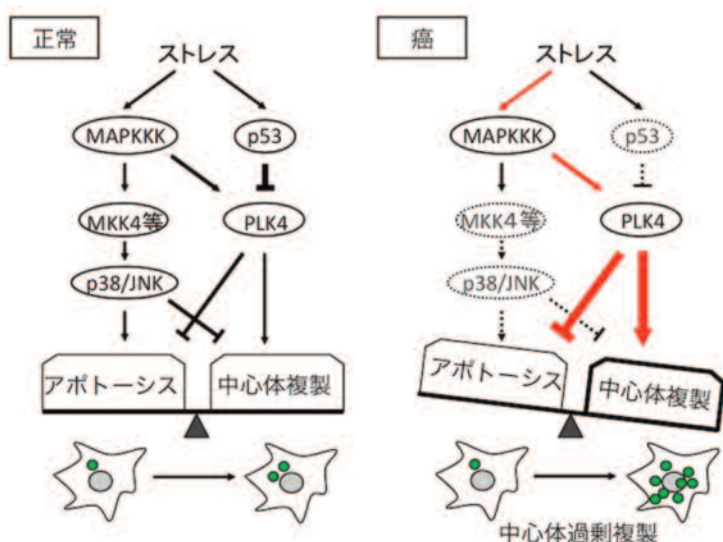 正常
ストレス
MAPKKK
p53
MKK4等
PLK4
p38/JNK
アポトーシス
中心体複製
癌
ストレス
MAPKKK
p53
MKK4等
PLK4
p38/JNK
アポトーシス
中心体複製
中心体過剰複製